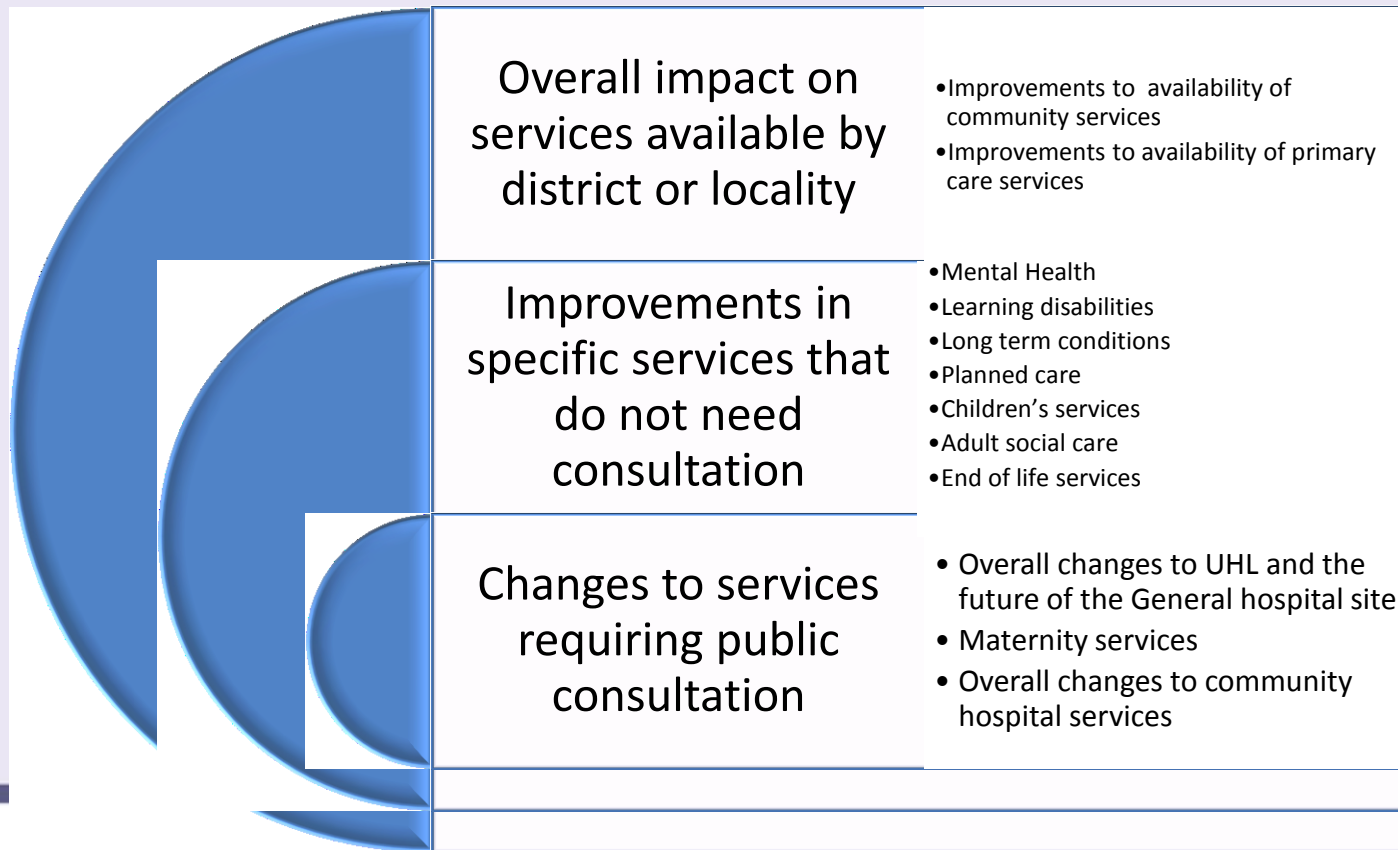 Overall impact on
services available by
district or locality
•Improvements to  availability of
community services
•Improvements to availability of primary
care services
Improvements in
specific services that
do not need
consultation
•Mental Health
•Learning disabilities
•Long term conditions
•Planned care
•Children’s services
•Adult social care
•End of life services
Changes to services
requiring public
consultation
• Overall changes to UHL and the
future of the General hospital site
• Maternity services
• Overall changes to community
hospital services